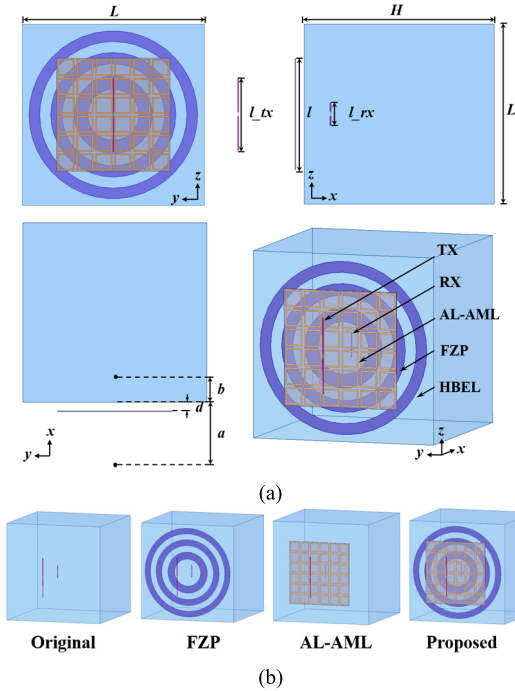 L
H
l_tx
l
l_rx
L
z
y
z
x
b
d
a
x
y
TX
RX
AL-AML
FZP
HBEL
z
y
x
(a)
Original
FZP
AL-AML
Proposed
(b)